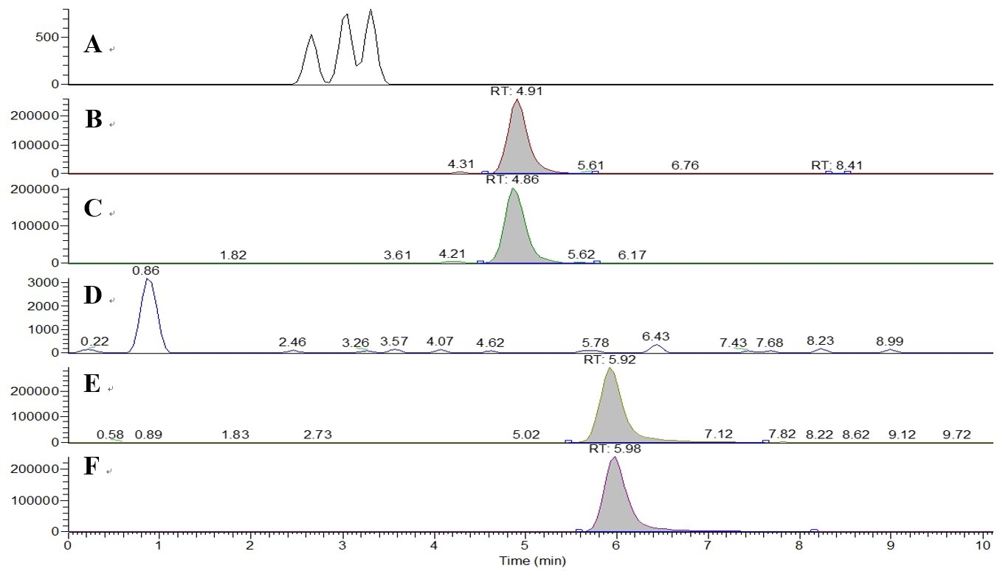 500
A ↵
0
RT: 4.91
200000
B ↵
100000
4.31 5.61 6.76 RT: 8.41
0
RT: 4.86
200000
C ↵
100000
1.82 3.61 4.21 5.62 6.17
0
0.86
3000
D ↵
2000
1000
0.22 2.46 3.26 3.57 4.07 4.62 5.78 6.43 7.43 7.68 8.23 8.99
0
RT: 5.92
E ↵
200000
100000
0.58 0.89 1.83 2.73 5.02 7.12 7.82 8.22 8.62 9.12 9.72
0
RT: 5.98
F ↵
200000
100000
0
0 1 2 3 4 5 6 7 8 9 10
Time (min)